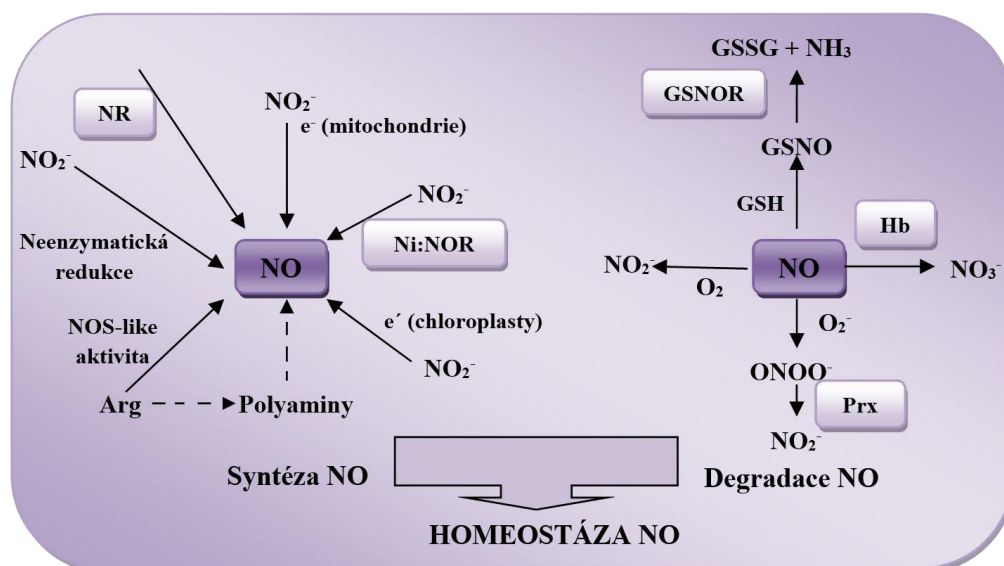 NR
NO₂⁻
NO₂⁻
e⁻ (mitochondrie)
NO₂⁻
Ni:NOR
Neenzymatická
redukce
NO
NOS-like
aktivita
e´ (chloroplasty)
NO₂⁻
Arg
Polyaminy
Syntéza NO
GSSG + NH₃
GSNOR
GSNO
GSH
Hb
NO₂⁻
O₂
NO
NO₃⁻
O₂⁻
ONOO⁻
Prx
NO₂⁻
Degradace NO
HOMEOSTÁZA NO